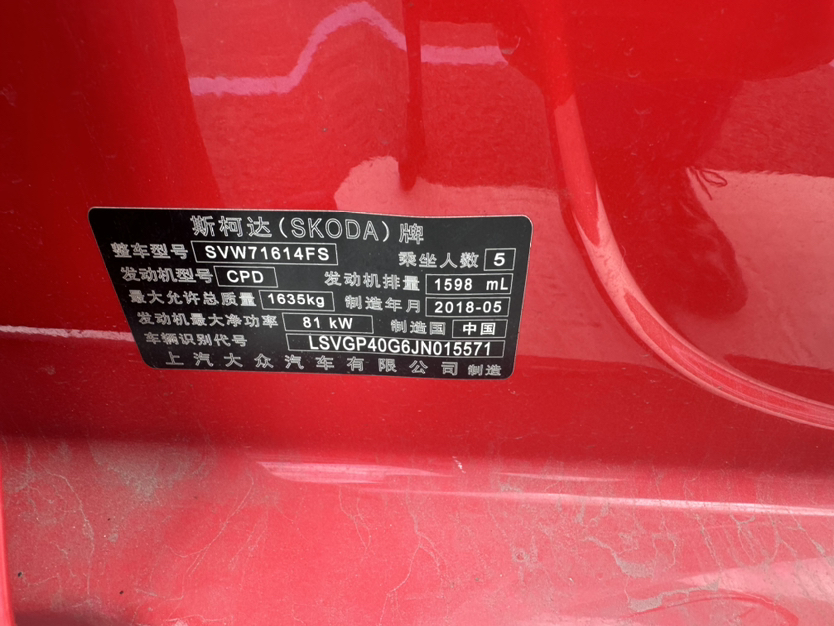 斯柯达(SKODA)牌
整车型号 SVW71614FS 乘坐人数 5
发动机型号 CPD 发动机排量 1598 mL
最大允许总质量 1635kg 制造年月 2018-05
发动机最大净功率 81 kW 制造国 中国
车辆识别代号 LSVGP40G6JN015571
上汽大众汽车有限公司 制造